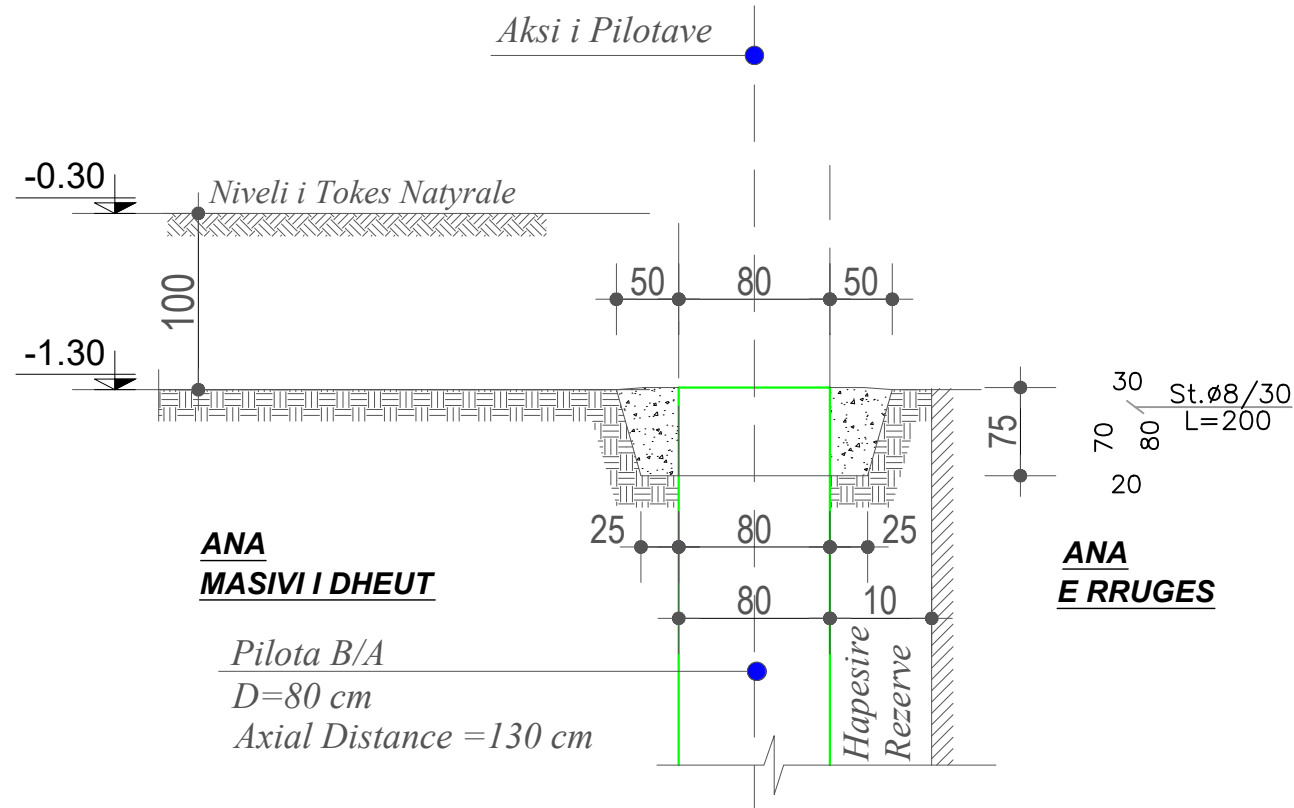 Aksi i Pilotave
-0.30
Niveli i Tokes Natyrale
100
50
80
50
-1.30
75
30
St.ø8/30
L=200
70
80
20
25
80
25
ANA
MASIVI I DHEUT
ANA
E RRUGES
80
10
Pilota B/A
D=80 cm
Axial Distance =130 cm
Hapesire
Rezerve